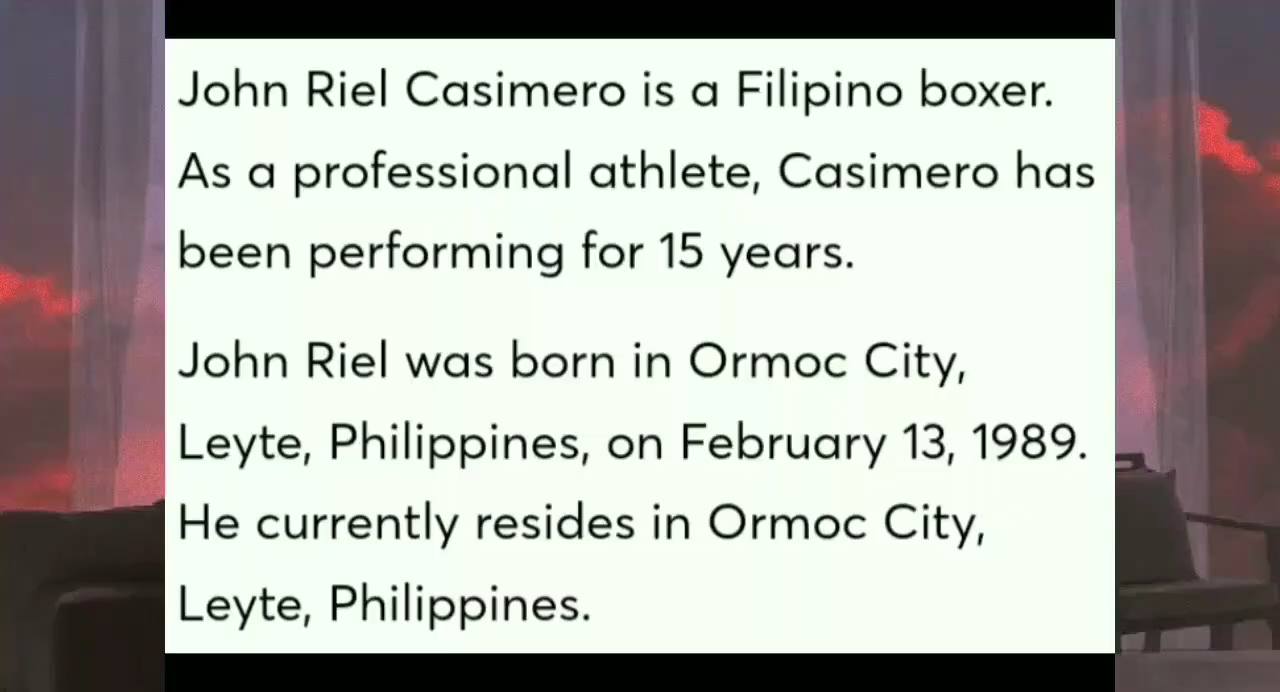 John Riel Casimero is a Filipino boxer.
As a professional athlete, Casimero has
been performing for 15 years.
John Riel was born in Ormoc City,
Leyte, Philippines, on February 13, 1989.
He currently resides in Ormoc City,
Leyte, Philippines.